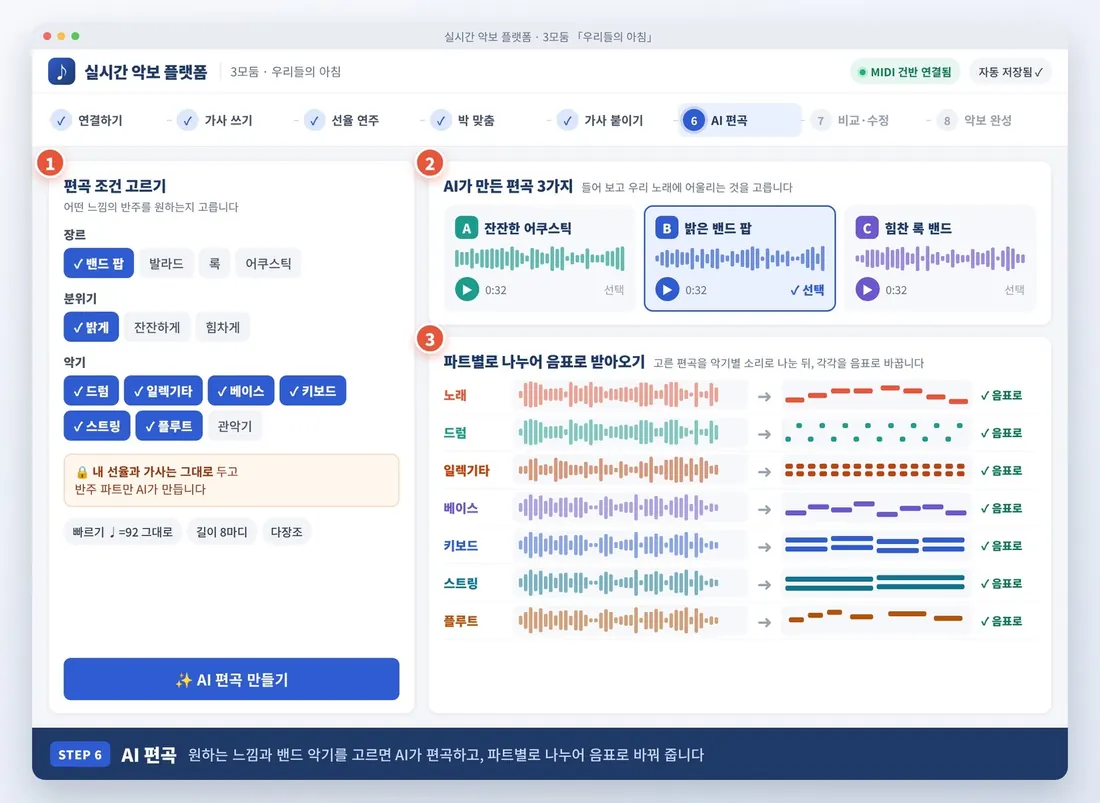 실시간 악보 플랫폼 · 3모둠 「우리들의 아침」
실시간 악보 플랫폼
3모둠 · 우리들의 아침
MIDI 건반 연결됨
자동 저장됨 ✓
✓ 연결하기
✓ 가사 쓰기
✓ 선율 연주
✓ 박 맞춤
✓ 가사 붙이기
6 AI 편곡
7 비교·수정
8 악보 완성
1
편곡 조건 고르기
어떤 느낌의 반주를 원하는지 고릅니다
장르
✓ 밴드 팝 발라드 록 어쿠스틱
분위기
✓ 밝게 잔잔하게 힘차게
악기
✓ 드럼 ✓ 일렉기타 ✓ 베이스 ✓ 키보드
✓ 스트링 ✓ 플루트 관악기
🔒 내 선율과 가사는 그대로 두고
반주 파트만 AI가 만듭니다
빠르기 ♩=92 그대로 길이 8마디 다장조
✨ AI 편곡 만들기
2
AI가 만든 편곡 3가지 들어 보고 우리 노래에 어울리는 것을 고릅니다
A 잔잔한 어쿠스틱
0:32 선택
B 밝은 밴드 팝
0:32 ✓ 선택
C 힘찬 록 밴드
0:32 선택
3
파트별로 나누어 음표로 받아오기 고른 편곡을 악기별 소리로 나눈 뒤, 각각을 음표로 바꿉니다
노래 → ✓ 음표로
드럼 → ✓ 음표로
일렉기타 → ✓ 음표로
베이스 → ✓ 음표로
키보드 → ✓ 음표로
스트링 → ✓ 음표로
플루트 → ✓ 음표로
STEP 6 AI 편곡 원하는 느낌과 밴드 악기를 고르면 AI가 편곡하고, 파트별로 나누어 음표로 바꿔 줍니다